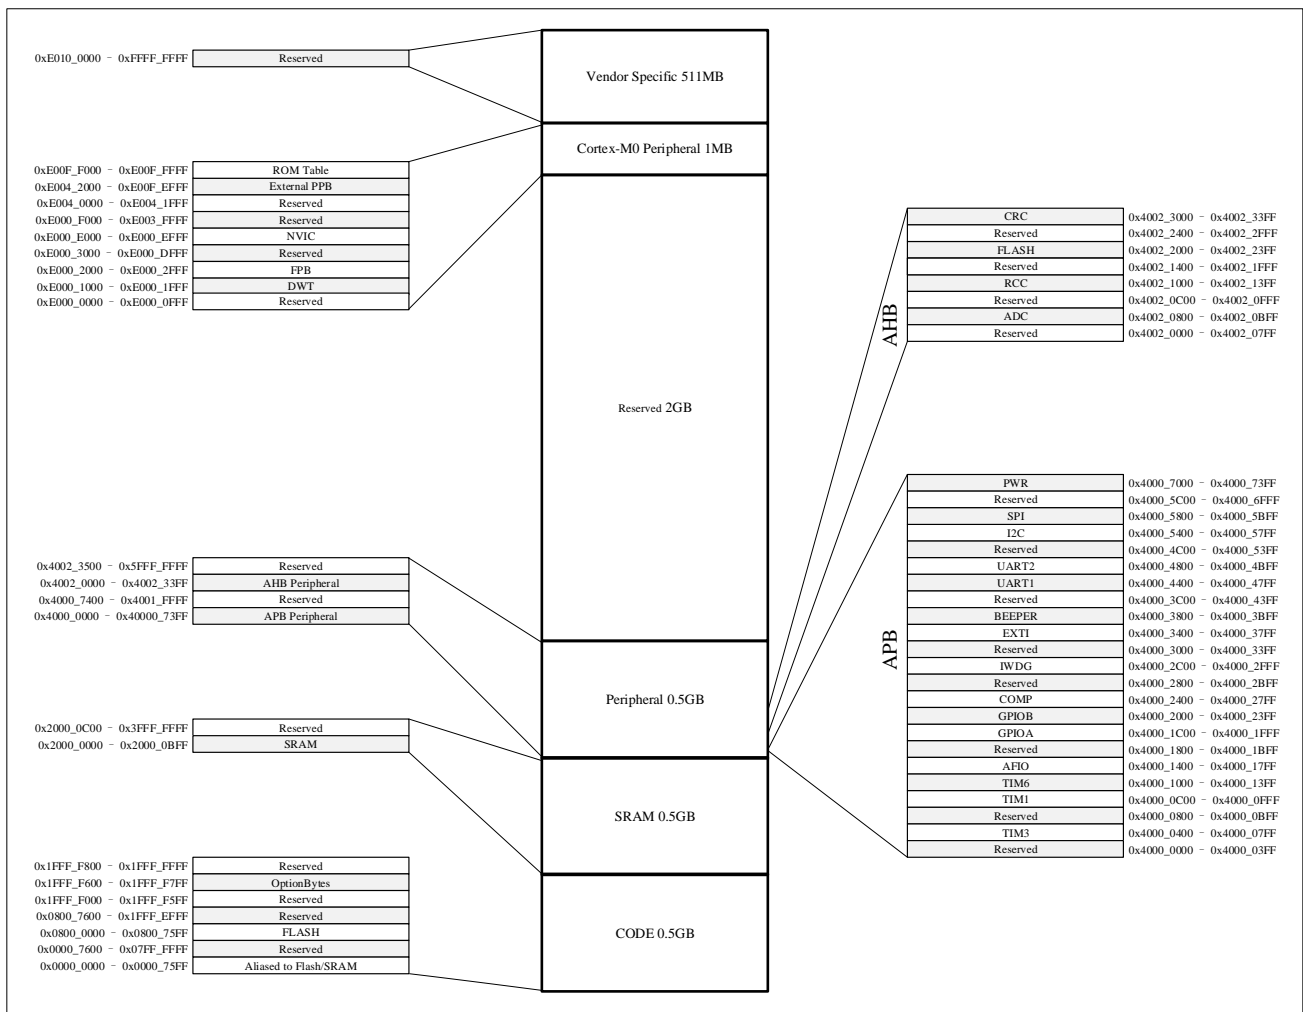 Vendor Specific 511MB
0xE010_0000 - 0xFFFF_FFFF Reserved
Cortex-M0 Peripheral 1MB
0xE00F_F000 - 0xE00F_FFFF ROM Table
0xE004_2000 - 0xE00F_EFFF External PPB
0xE004_0000 - 0xE004_1FFF Reserved
0xE000_F000 - 0xE003_FFFF Reserved
0xE000_E000 - 0xE000_EFFF NVIC
0xE000_3000 - 0xE000_DFFF Reserved
0xE000_2000 - 0xE000_2FFF FPB
0xE000_1000 - 0xE000_1FFF DWT
0xE000_0000 - 0xE000_0FFF Reserved
Reserved 2GB
0x4002_3500 - 0x5FFF_FFFF Reserved
0x4002_0000 - 0x4002_33FF AHB Peripheral
0x4000_7400 - 0x4001_FFFF Reserved
0x4000_0000 - 0x40000_73FF APB Peripheral
Peripheral 0.5GB
0x2000_0C00 - 0x3FFF_FFFF Reserved
0x2000_0000 - 0x2000_0BFF SRAM
SRAM 0.5GB
0x1FFF_F800 - 0x1FFF_FFFF Reserved
0x1FFF_F600 - 0x1FFF_F7FF OptionBytes
0x1FFF_F000 - 0x1FFF_F5FF Reserved
0x0800_7600 - 0x1FFF_EFFF Reserved
0x0800_0000 - 0x0800_75FF FLASH
0x0000_7600 - 0x07FF_FFFF Reserved
0x0000_0000 - 0x0000_75FF Aliased to Flash/SRAM
CODE 0.5GB
AHB
CRC 0x4002_3000 - 0x4002_33FF
Reserved 0x4002_2400 - 0x4002_2FFF
FLASH 0x4002_2000 - 0x4002_23FF
Reserved 0x4002_1400 - 0x4002_1FFF
RCC 0x4002_1000 - 0x4002_13FF
Reserved 0x4002_0C00 - 0x4002_0FFF
ADC 0x4002_0800 - 0x4002_0BFF
Reserved 0x4002_0000 - 0x4002_07FF
APB
PWR 0x4000_7000 - 0x4000_73FF
Reserved 0x4000_5C00 - 0x4000_6FFF
SPI 0x4000_5800 - 0x4000_5BFF
I2C 0x4000_5400 - 0x4000_57FF
Reserved 0x4000_4C00 - 0x4000_53FF
UART2 0x4000_4800 - 0x4000_4BFF
UART1 0x4000_4400 - 0x4000_47FF
Reserved 0x4000_3C00 - 0x4000_43FF
BEEPER 0x4000_3800 - 0x4000_3BFF
EXTI 0x4000_3400 - 0x4000_37FF
Reserved 0x4000_3000 - 0x4000_33FF
IWDG 0x4000_2C00 - 0x4000_2FFF
Reserved 0x4000_2800 - 0x4000_2BFF
COMP 0x4000_2400 - 0x4000_27FF
GPIOB 0x4000_2000 - 0x4000_23FF
GPIOA 0x4000_1C00 - 0x4000_1FFF
Reserved 0x4000_1800 - 0x4000_1BFF
AFIO 0x4000_1400 - 0x4000_17FF
TIM6 0x4000_1000 - 0x4000_13FF
TIM1 0x4000_0C00 - 0x4000_0FFF
Reserved 0x4000_0800 - 0x4000_0BFF
TIM3 0x4000_0400 - 0x4000_07FF
Reserved 0x4000_0000 - 0x4000_03FF